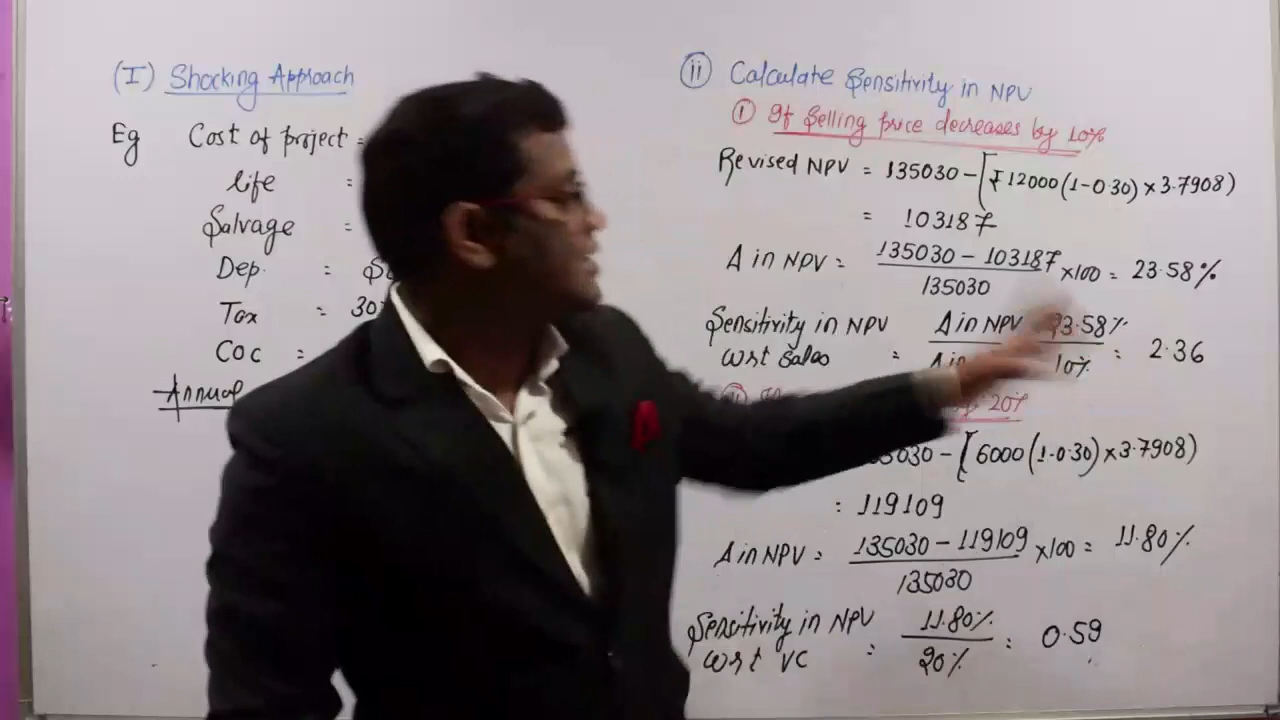 (I) Shocking Approach
Eg Cost of project =
life =
Salvage =
Dep. =
Tax = 30
COC =
Annual
(ii) Calculate Sensitivity in NPV
(i) If Selling price decreases by 10%
Revised NPV = 135030 - [₹12000(1-0.30) × 3.7908)
= 103187
Δ in NPV = 135030 - 103187 / 135030 ×100 = 23.58%
Sensitivity in NPV wrt Sales = Δ in NPV / Δ in 23.58% / 10% = 2.36
20%
- [6000(1-0.30) × 3.7908)
= 119109
Δ in NPV = 135030 - 119109 / 135030 ×100 = 11.80%
Sensitivity in NPV wrt VC = 11.80% / 20% = 0.59